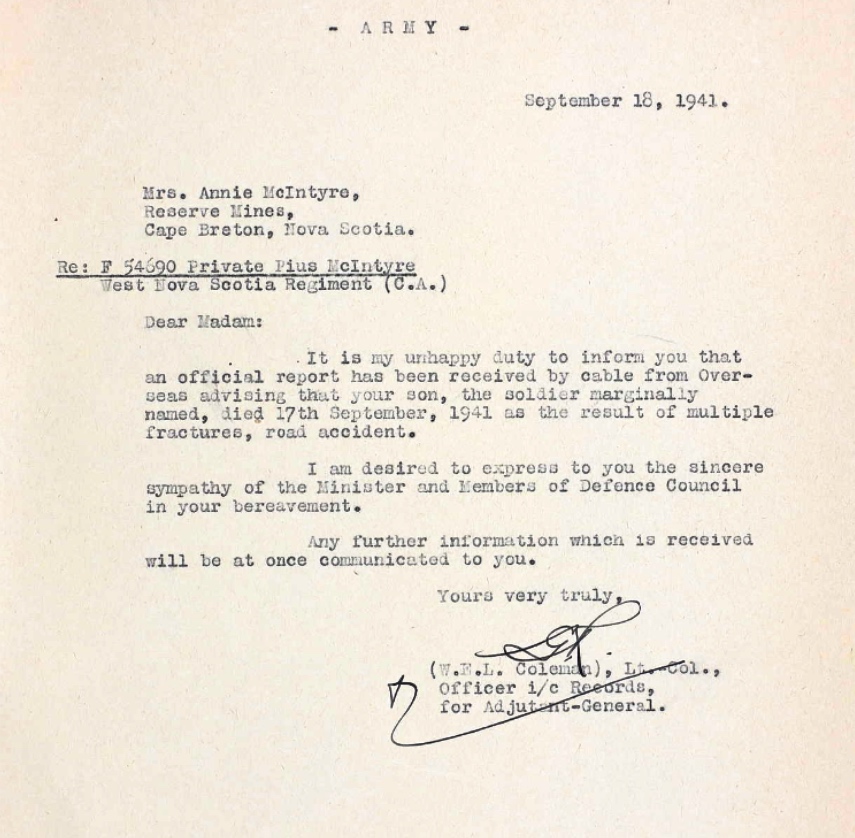 - A R M Y -
September 18, 1941.
Mrs. Annie McIntyre,
Reserve Mines,
Cape Breton, Nova Scotia.
Re: F 54690 Private Pius McIntyre
West Nova Scotia Regiment (C.A.)
Dear Madam:
It is my unhappy duty to inform you that
an official report has been received by cable from Over-
seas advising that your son, the soldier marginally
named, died 17th September, 1941 as the result of multiple
fractures, road accident.
I am desired to express to you the sincere
sympathy of the Minister and Members of Defence Council
in your bereavement.
Any further information which is received
will be at once communicated to you.
Yours very truly,
(W.E.L. Coleman), Lt.-Col.,
Officer i/c Records,
for Adjutant-General.